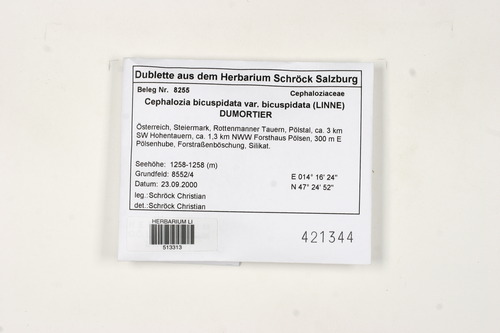 Dublette aus dem Herbarium Schröck Salzburg
Beleg Nr. 8255 Cephaloziaceae
Cephalozia bicuspidata var. bicuspidata (LINNE)
DUMORTIER
Österreich, Steiermark, Rottenmanner Tauern, Pölstal, ca. 3 km
SW Hohentauern, ca. 1,3 km NWW Forsthaus Pölsen, 300 m E
Pölsenhube, Forstraßenböschung, Silikat.
Seehöhe: 1258-1258 (m)
Grundfeld: 8552/4 E 014° 16' 24"
Datum: 23.09.2000 N 47° 24' 52"
leg.:Schröck Christian
det.:Schröck Christian
HERBARIUM LI
513313
421344